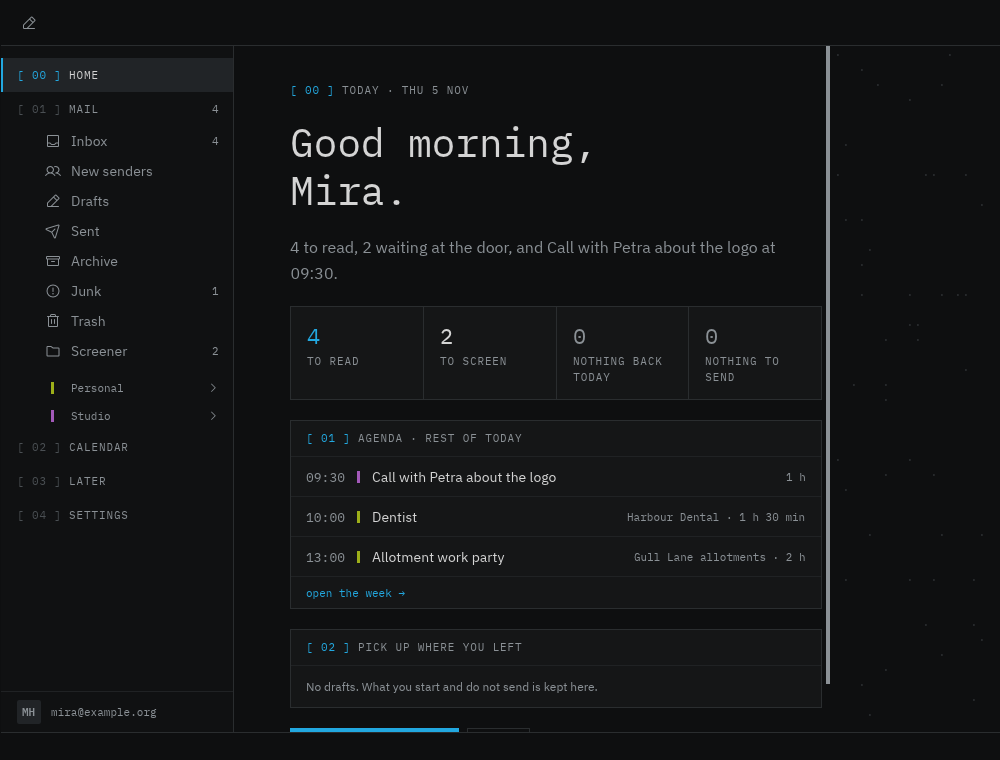 [ 00 ] HOME
[ 01 ] MAIL 4
Inbox 4
New senders
Drafts
Sent
Archive
Junk 1
Trash
Screener 2
Personal
Studio
[ 02 ] CALENDAR
[ 03 ] LATER
[ 04 ] SETTINGS
MH mira@example.org
[ 00 ] TODAY · THU 5 NOV
Good morning,
Mira.
4 to read, 2 waiting at the door, and Call with Petra about the logo at
09:30.
4 2 0 0
TO READ TO SCREEN NOTHING BACK NOTHING TO
TODAY SEND
[ 01 ] AGENDA · REST OF TODAY
09:30 Call with Petra about the logo 1 h
10:00 Dentist Harbour Dental · 1 h 30 min
13:00 Allotment work party Gull Lane allotments · 2 h
open the week →
[ 02 ] PICK UP WHERE YOU LEFT
No drafts. What you start and do not send is kept here.